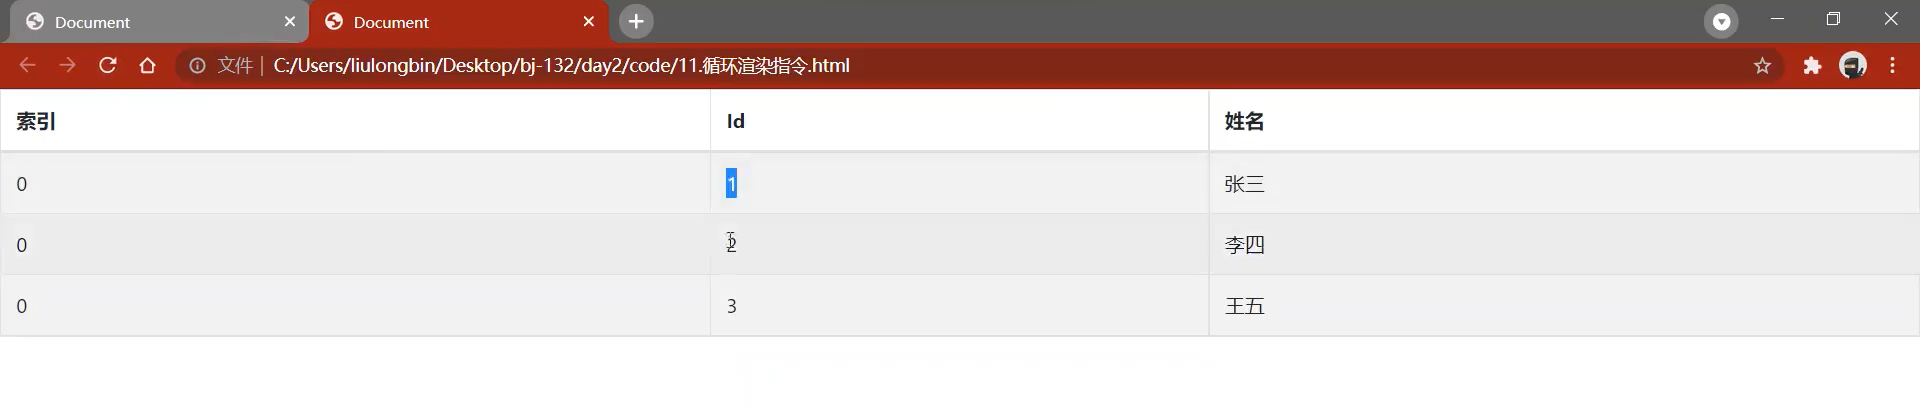 Document
Document
文件 | C:/Users/liulongbin/Desktop/bj-132/day2/code/11.循环渲染指令.html
索引 Id 姓名
0 1 张三
0 2 李四
0 3 王五